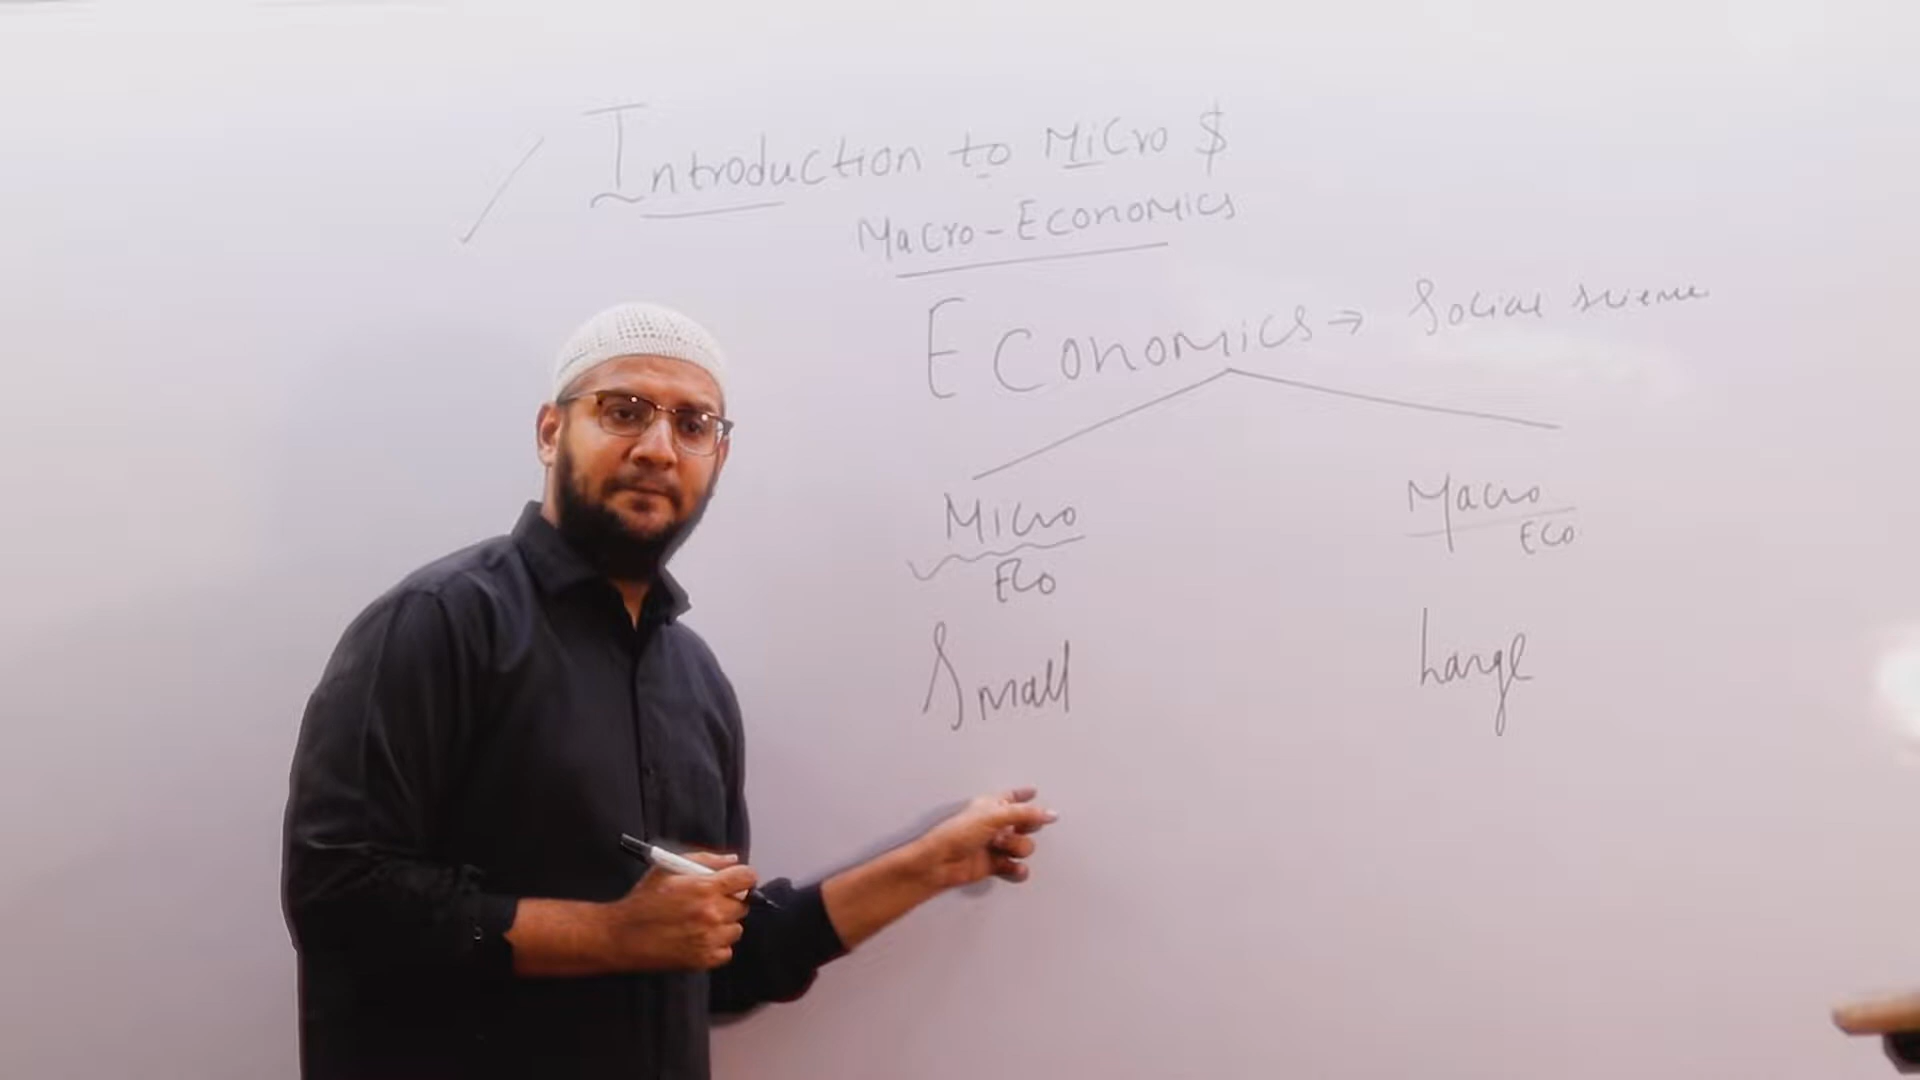 Introduction to Micro $
Macro-Economics
Economics → Social science
Micro
Eco
Macro
Eco
Small
Large